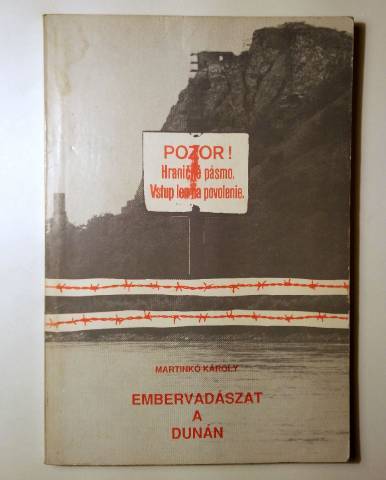 POZOR!
Hraničné pásmo.
Vstup len na povolenie.
MARTINKÓ KÁROLY
EMBERVADÁSZAT
A
DUNÁN